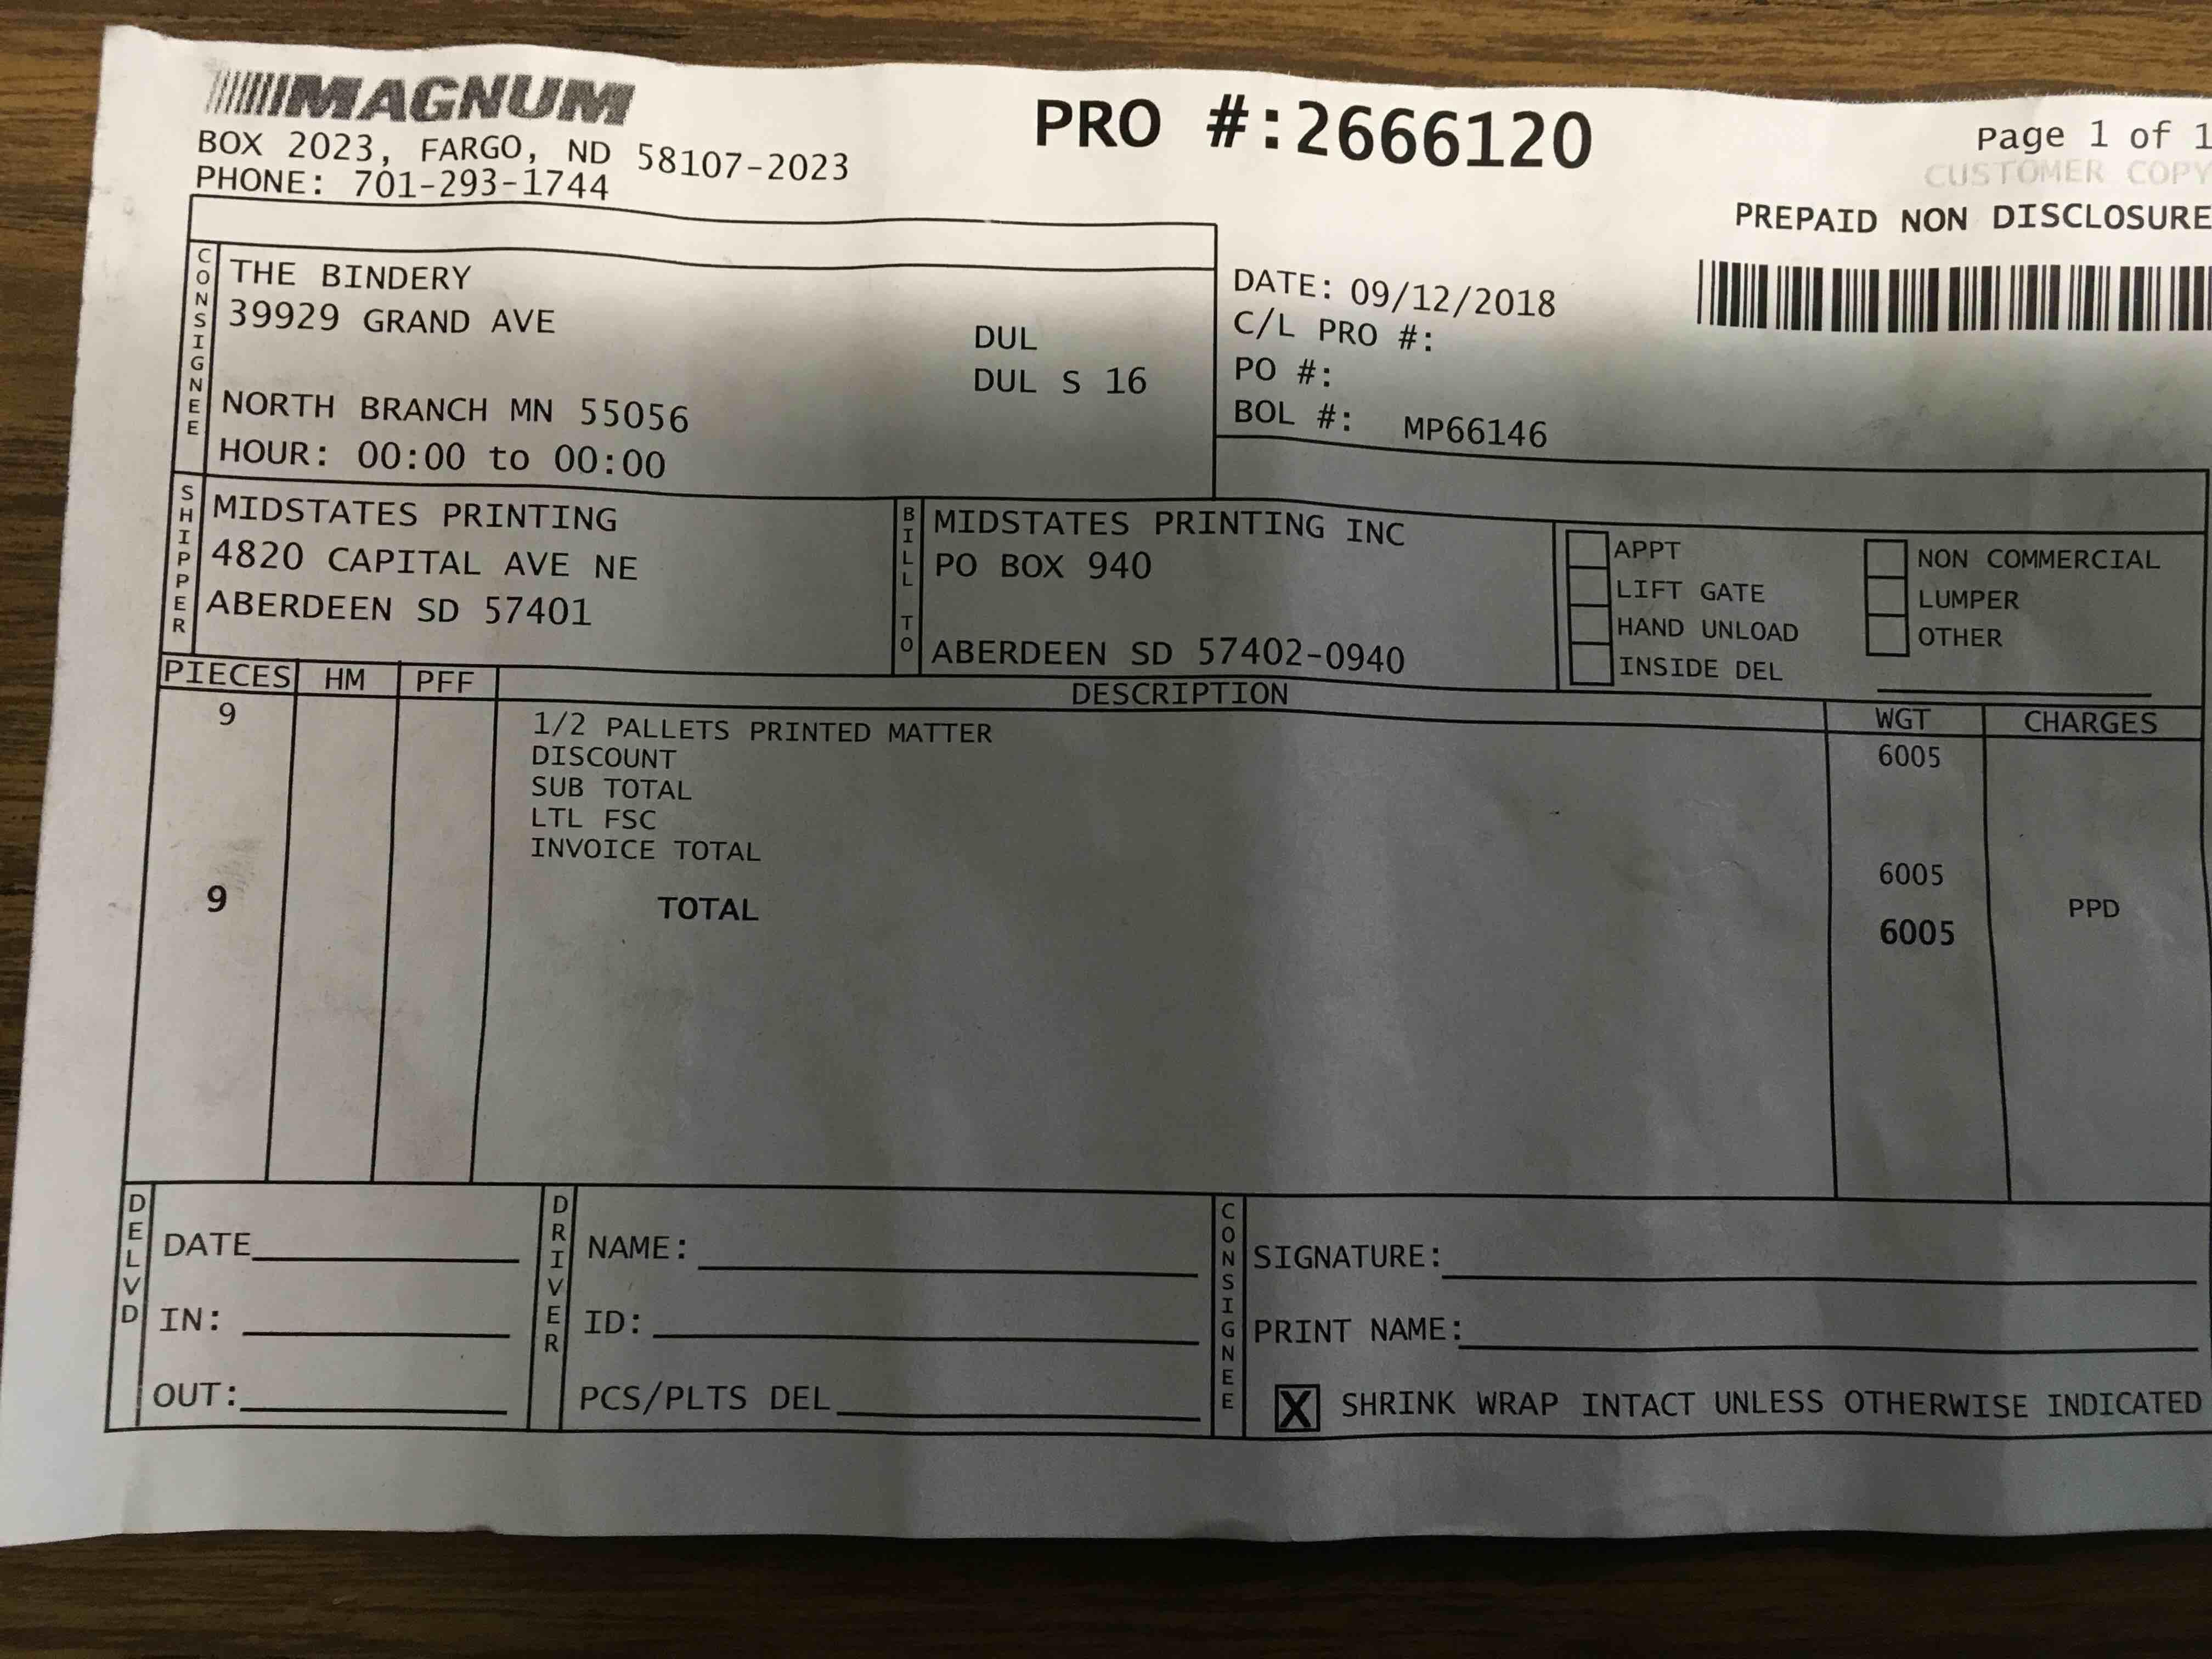 MAGNUM
BOX 2023, FARGO, ND 58107-2023
PHONE: 701-293-1744
PRO #:2666120
Page 1 of 1
CUSTOMER COPY
PREPAID NON DISCLOSURE
CONSIGNEE
THE BINDERY
39929 GRAND AVE
DUL
DUL S 16
NORTH BRANCH MN 55056
HOUR: 00:00 to 00:00
DATE: 09/12/2018
C/L PRO #:
PO #:
BOL #: MP66146
SHIPPER
MIDSTATES PRINTING
4820 CAPITAL AVE NE
ABERDEEN SD 57401
BILL TO
MIDSTATES PRINTING INC
PO BOX 940
ABERDEEN SD 57402-0940
APPT
LIFT GATE
HAND UNLOAD
INSIDE DEL
NON COMMERCIAL
LUMPER
OTHER
PIECES HM PFF DESCRIPTION WGT CHARGES
9 1/2 PALLETS PRINTED MATTER 6005
DISCOUNT
SUB TOTAL
LTL FSC
INVOICE TOTAL 6005
9 TOTAL 6005 PPD
DELVD
DATE
IN:
OUT:
DRIVER
NAME:
ID:
PCS/PLTS DEL
CONSIGNEE
SIGNATURE:
PRINT NAME:
X SHRINK WRAP INTACT UNLESS OTHERWISE INDICATED